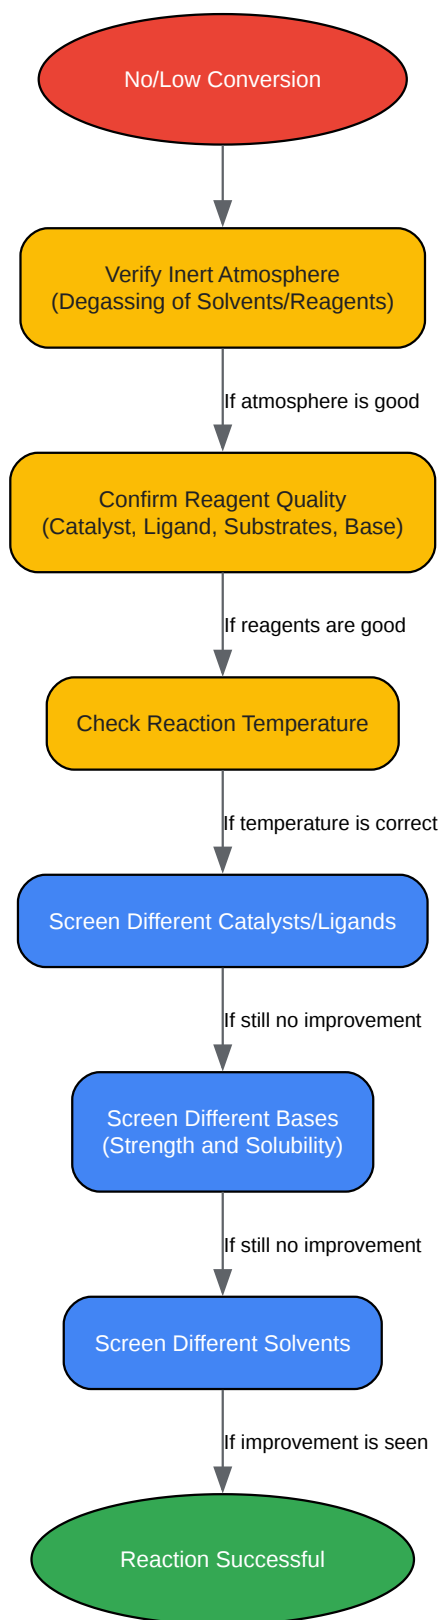 No/Low Conversion
Verify Inert Atmosphere
(Degassing of Solvents/Reagents)
If atmosphere is good
Confirm Reagent Quality
(Catalyst, Ligand, Substrates, Base)
If reagents are good
Check Reaction Temperature
If temperature is correct
Screen Different Catalysts/Ligands
If still no improvement
Screen Different Bases
(Strength and Solubility)
If still no improvement
Screen Different Solvents
If improvement is seen
Reaction Successful